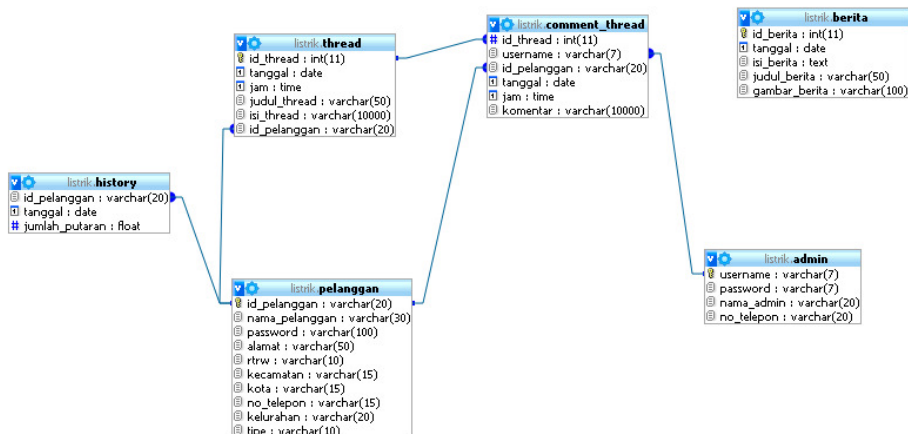 listrik.thread
id_thread : int(11)
tanggal : date
jam : time
judul_thread : varchar(50)
isi_thread : varchar(10000)
id_pelanggan : varchar(20)
listrik.comment_thread
id_thread : int(11)
username : varchar(7)
id_pelanggan : varchar(20)
tanggal : date
jam : time
komentar : varchar(10000)
listrik.berita
id_berita : int(11)
tanggal : date
isi_berita : text
judul_berita : varchar(50)
gambar_berita : varchar(100)
listrik.history
id_pelanggan : varchar(20)
tanggal : date
jumlah_putaran : float
listrik.pelanggan
id_pelanggan : varchar(20)
nama_pelanggan : varchar(30)
password : varchar(100)
alamat : varchar(50)
rtrw : varchar(10)
kecamatan : varchar(15)
kota : varchar(15)
no_telepon : varchar(15)
kelurahan : varchar(20)
tipe : varchar(10)
listrik.admin
username : varchar(7)
password : varchar(7)
nama_admin : varchar(20)
no_telepon : varchar(20)